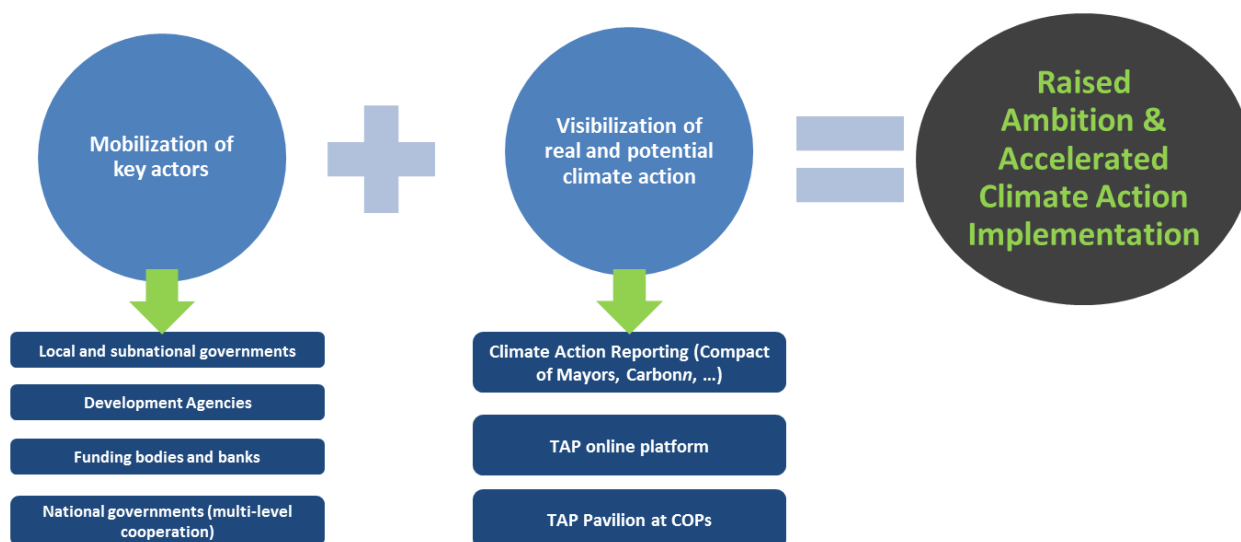 Mobilization of
key actors
Visibilization of
real and potential
climate action
Raised
Ambition &
Accelerated
Climate Action
Implementation
Local and subnational governments
Development Agencies
Funding bodies and banks
National governments (multi-level
cooperation)
Climate Action Reporting (Compact
of Mayors, Carbonn, ...)
TAP online platform
TAP Pavilion at COPs